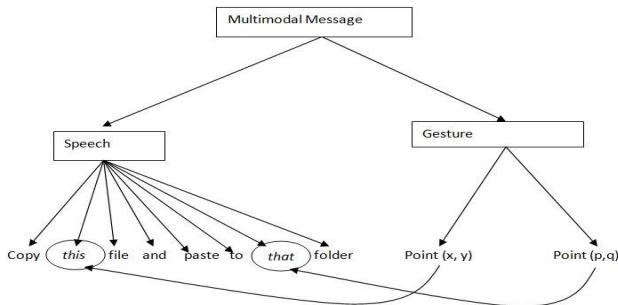 Multimodal Message
Speech
Gesture
Copy this file and paste to that folder Point (x, y) Point (p,q)